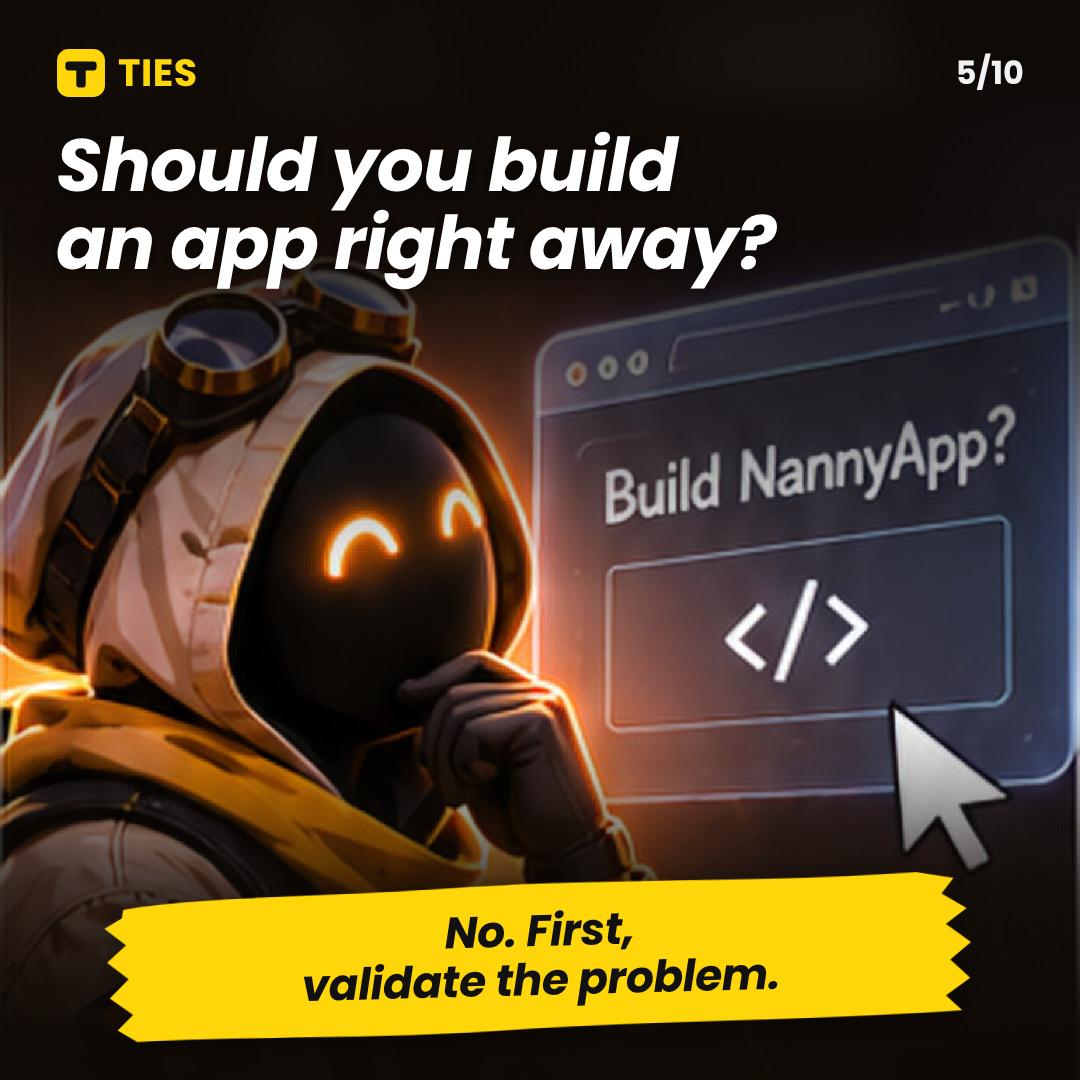 TIES
5/10
Should you build
an app right away?
Build NannyApp?
</>
No. First,
validate the problem.